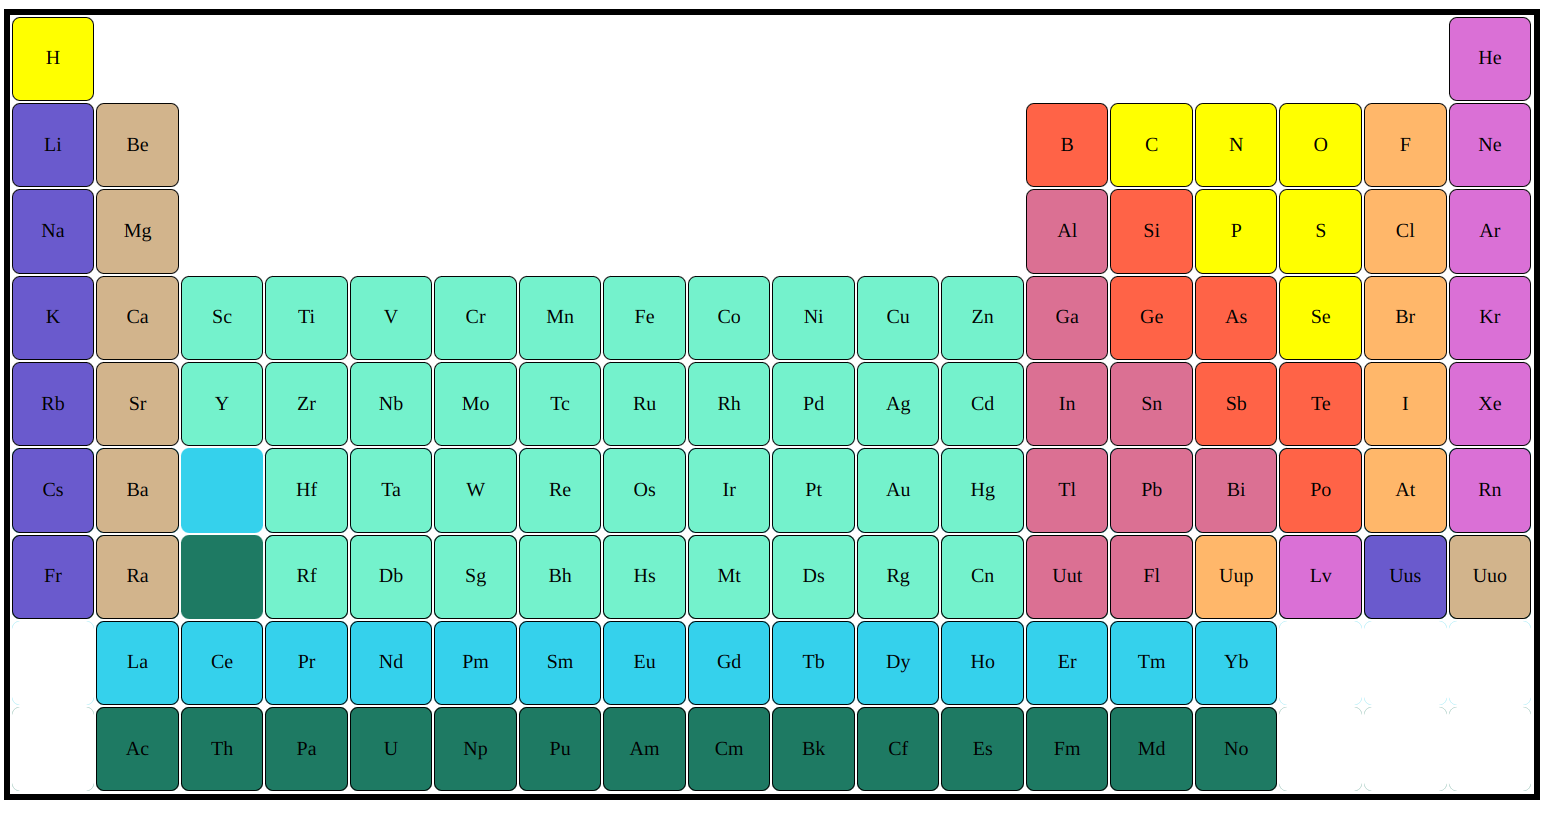 H He
Li Be B C N O F Ne
Na Mg Al Si P S Cl Ar
K Ca Sc Ti V Cr Mn Fe Co Ni Cu Zn Ga Ge As Se Br Kr
Rb Sr Y Zr Nb Mo Tc Ru Rh Pd Ag Cd In Sn Sb Te I Xe
Cs Ba Hf Ta W Re Os Ir Pt Au Hg Tl Pb Bi Po At Rn
Fr Ra Rf Db Sg Bh Hs Mt Ds Rg Cn Uut Fl Uup Lv Uus Uuo
La Ce Pr Nd Pm Sm Eu Gd Tb Dy Ho Er Tm Yb
Ac Th Pa U Np Pu Am Cm Bk Cf Es Fm Md No